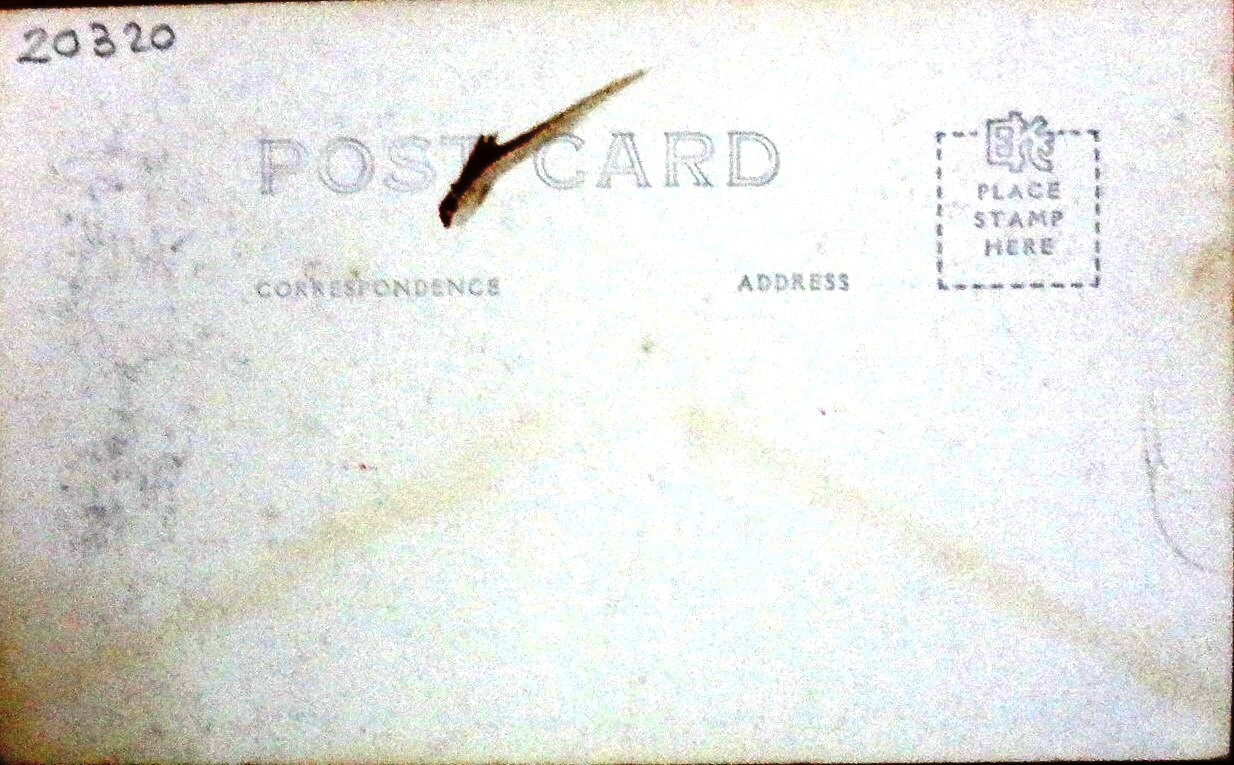 20320
POST CARD
PLACE
STAMP
HERE
CORRESPONDENCE
ADDRESS